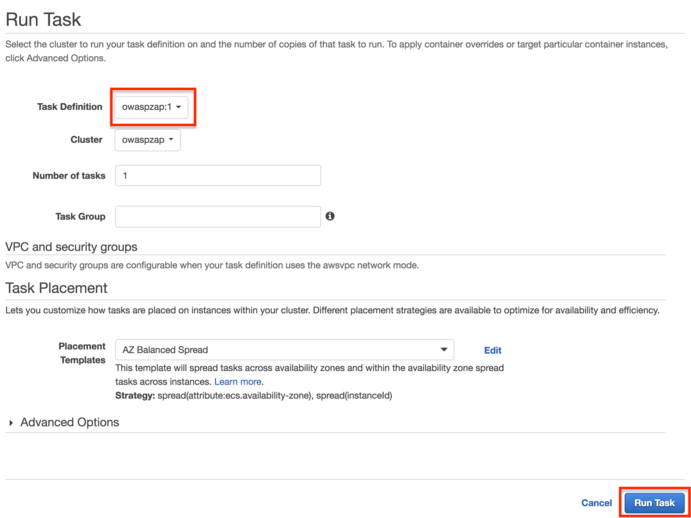 Run Task
Select the cluster to run your task definition on and the number of copies of that task to run. To apply container overrides or target particular container instances,
click Advanced Options.
Task Definition owaspzap:1
Cluster owaspzap
Number of tasks 1
Task Group
VPC and security groups
VPC and security groups are configurable when your task definition uses the awsvpc network mode.
Task Placement
Lets you customize how tasks are placed on instances within your cluster. Different placement strategies are available to optimize for availability and efficiency.
Placement Templates AZ Balanced Spread Edit
This template will spread tasks across availability zones and within the availability zone spread
tasks across instances. Learn more.
Strategy: spread(attribute:ecs.availability-zone), spread(instanceId)
Advanced Options
Cancel Run Task